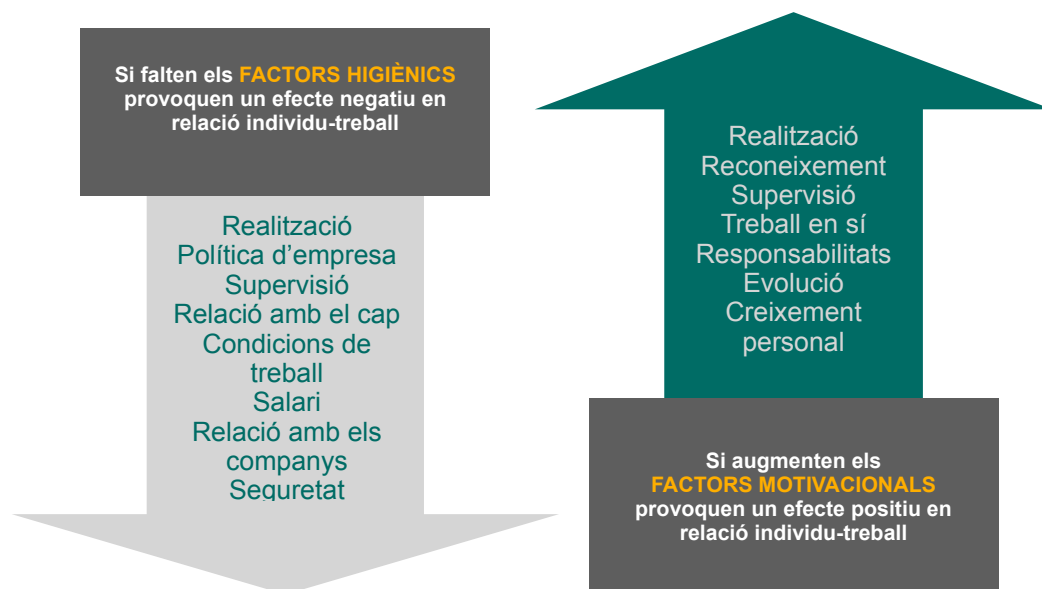 Si falten els FACTORS HIGIÈNICS
provoquen un efecte negatiu en
relació individu-treball
Realització
Política d’empresa
Supervisió
Relació amb el cap
Condicions de
treball
Salari
Relació amb els
companys
Seguretat
Realització
Reconeixement
Supervisió
Treball en sí
Responsabilitats
Evolució
Creixement
personal
Si augmenten els
FACTORS MOTIVACIONALS
provoquen un efecte positiu en
relació individu-treball